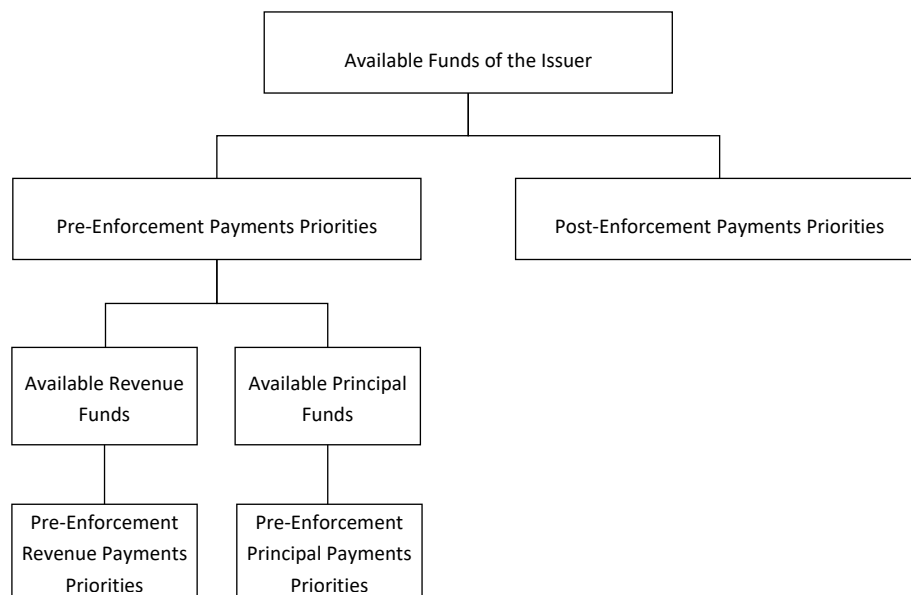 Available Funds of the Issuer
Pre-Enforcement Payments Priorities
Post-Enforcement Payments Priorities
Available Revenue
Funds
Available Principal
Funds
Pre-Enforcement
Revenue Payments
Priorities
Pre-Enforcement
Principal Payments
Priorities